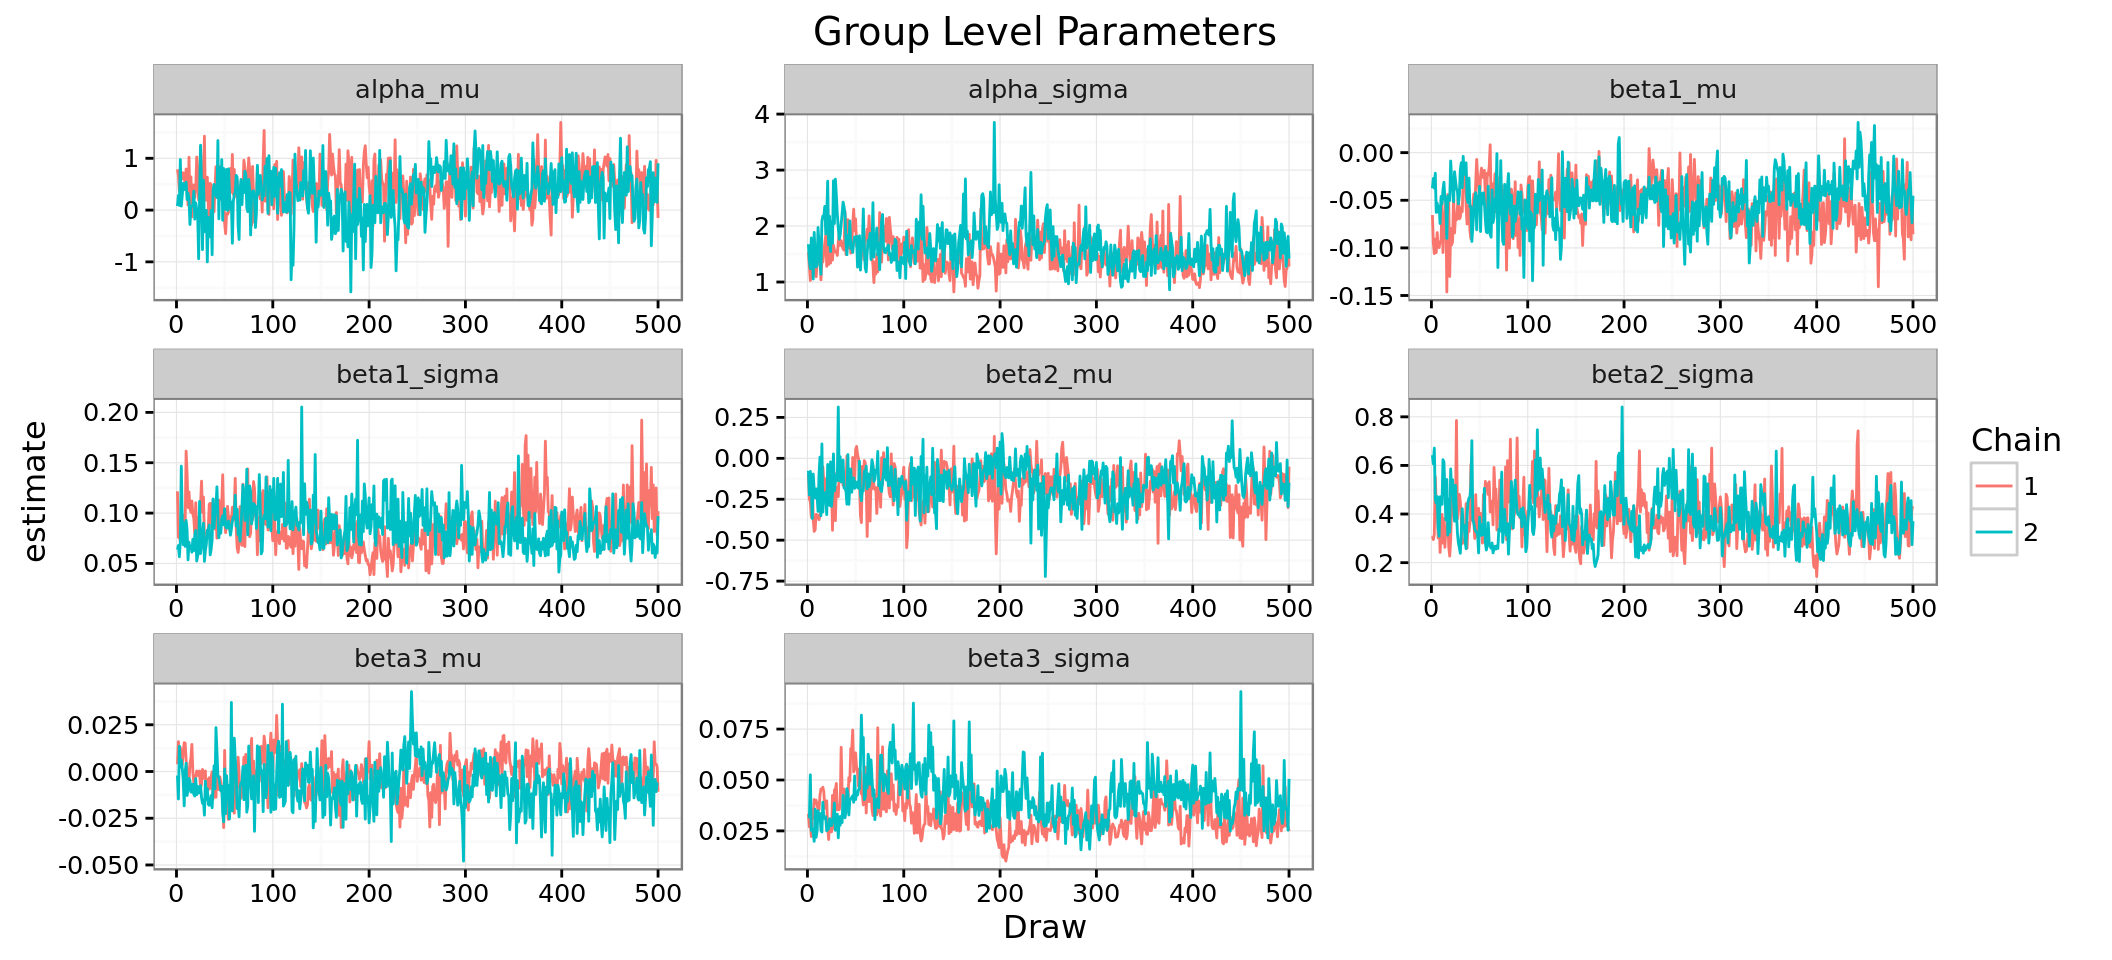 Group Level Parameters
alpha_mu
alpha_sigma
beta1_mu
1
0
-1
4
3
2
1
0.00
-0.05
-0.10
-0.15
0 100 200 300 400 500
0 100 200 300 400 500
0 100 200 300 400 500
beta1_sigma
beta2_mu
beta2_sigma
0.20
0.15
0.10
0.05
0.25
0.00
-0.25
-0.50
-0.75
0.8
0.6
0.4
0.2
0 100 200 300 400 500
0 100 200 300 400 500
0 100 200 300 400 500
beta3_mu
beta3_sigma
0.025
0.000
-0.025
-0.050
0.075
0.050
0.025
0 100 200 300 400 500
0 100 200 300 400 500
estimate
Draw
Chain
1
2